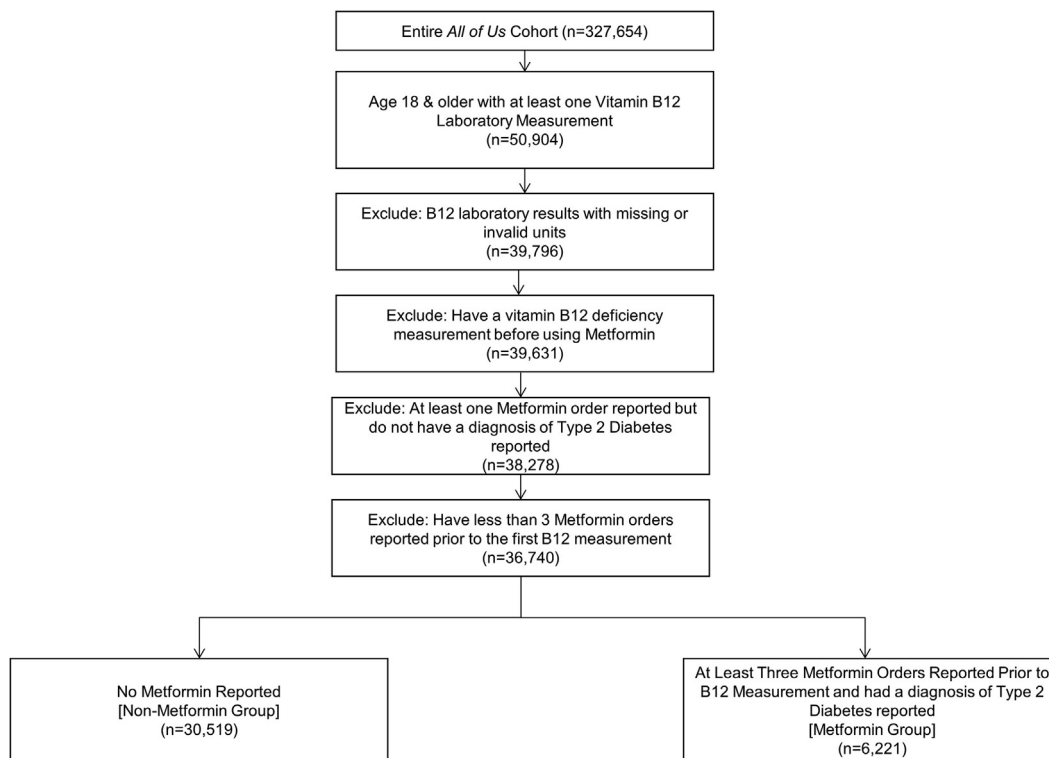 Entire All of Us Cohort (n=327,654)
Age 18 & older with at least one Vitamin B12
Laboratory Measurement
(n=50,904)
Exclude: B12 laboratory results with missing or
invalid units
(n=39,796)
Exclude: Have a vitamin B12 deficiency
measurement before using Metformin
(n=39,631)
Exclude: At least one Metformin order reported but
do not have a diagnosis of Type 2 Diabetes
reported
(n=38,278)
Exclude: Have less than 3 Metformin orders
reported prior to the first B12 measurement
(n=36,740)
No Metformin Reported
[Non-Metformin Group]
(n=30,519)
At Least Three Metformin Orders Reported Prior to
B12 Measurement and had a diagnosis of Type 2
Diabetes reported
[Metformin Group]
(n=6,221)